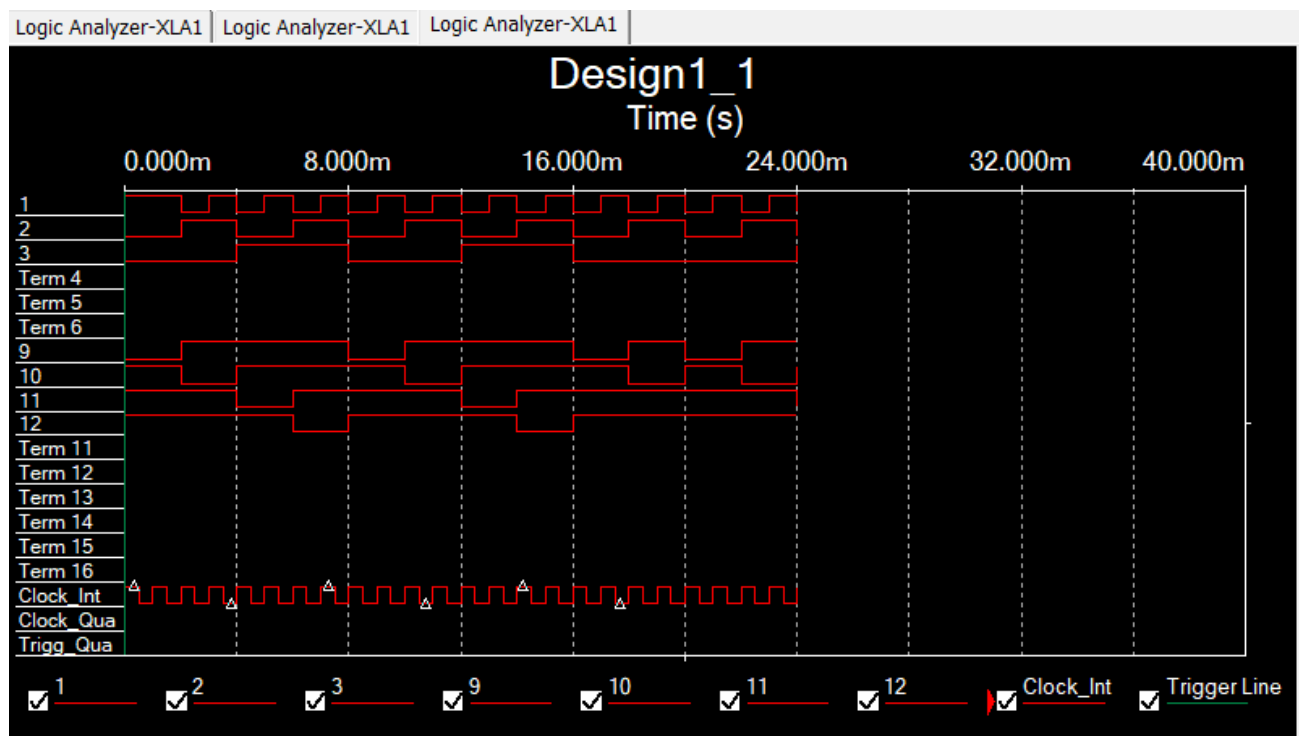 Logic Analyzer-XLA1 Logic Analyzer-XLA1 Logic Analyzer-XLA1
Design1_1
Time (s)
0.000m 8.000m 16.000m 24.000m 32.000m 40.000m
1
2
3
Term 4
Term 5
Term 6
9
10
11
12
Term 11
Term 12
Term 13
Term 14
Term 15
Term 16
Clock_Int
Clock_Qua
Trigg_Qua
1 2 3 9 10 11 12 Clock_Int Trigger Line